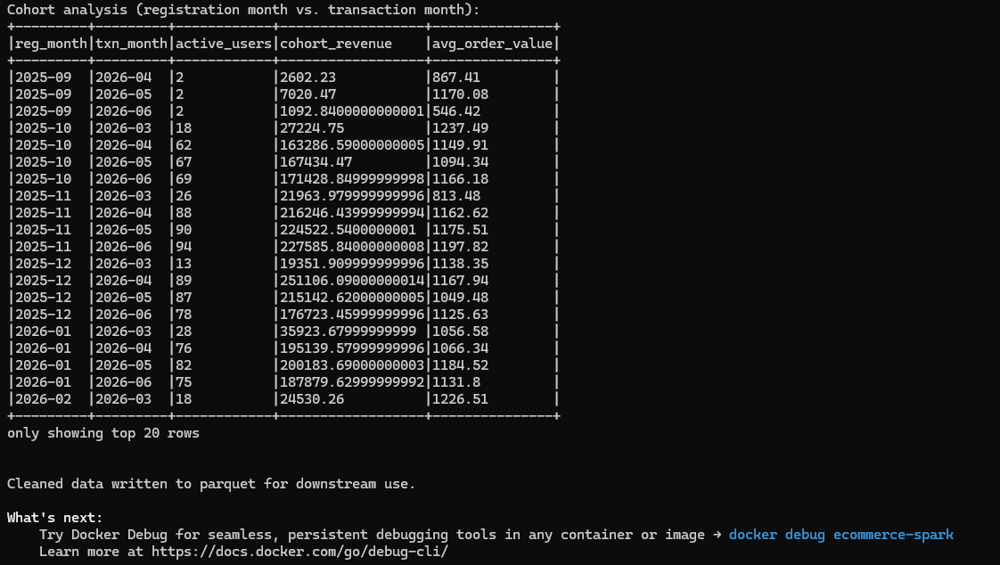 Cohort analysis (registration month vs. transaction month):
+---------+---------+------------+------------------+---------------+
|reg_month|txn_month|active_users|cohort_revenue    |avg_order_value|
+---------+---------+------------+------------------+---------------+
|2025-09  |2026-04  |2           |2602.23           |867.41         |
|2025-09  |2026-05  |2           |7020.47           |1170.08        |
|2025-09  |2026-06  |2           |1092.8400000000001|546.42         |
|2025-10  |2026-03  |18          |27224.75          |1237.49        |
|2025-10  |2026-04  |62          |163286.59000000005|1149.91        |
|2025-10  |2026-05  |67          |167434.47         |1094.34        |
|2025-10  |2026-06  |69          |171428.84999999998|1166.18        |
|2025-11  |2026-03  |26          |21963.979999999996|813.48         |
|2025-11  |2026-04  |88          |216246.43999999994|1162.62        |
|2025-11  |2026-05  |90          |224522.5400000001 |1175.51        |
|2025-11  |2026-06  |94          |227585.84000000008|1197.82        |
|2025-12  |2026-03  |13          |19351.909999999996|1138.35        |
|2025-12  |2026-04  |89          |251106.09000000014|1167.94        |
|2025-12  |2026-05  |87          |215142.62000000005|1049.48        |
|2025-12  |2026-06  |78          |176723.45999999996|1125.63        |
|2026-01  |2026-03  |28          |35923.67999999999 |1056.58        |
|2026-01  |2026-04  |76          |195139.57999999996|1066.34        |
|2026-01  |2026-05  |82          |200183.69000000003|1184.52        |
|2026-01  |2026-06  |75          |187879.62999999992|1131.8         |
|2026-02  |2026-03  |18          |24530.26          |1226.51        |
+---------+---------+------------+------------------+---------------+
only showing top 20 rows
Cleaned data written to parquet for downstream use.
What's next:
    Try Docker Debug for seamless, persistent debugging tools in any container or image → docker debug ecommerce-spark
    Learn more at https://docs.docker.com/go/debug-cli/